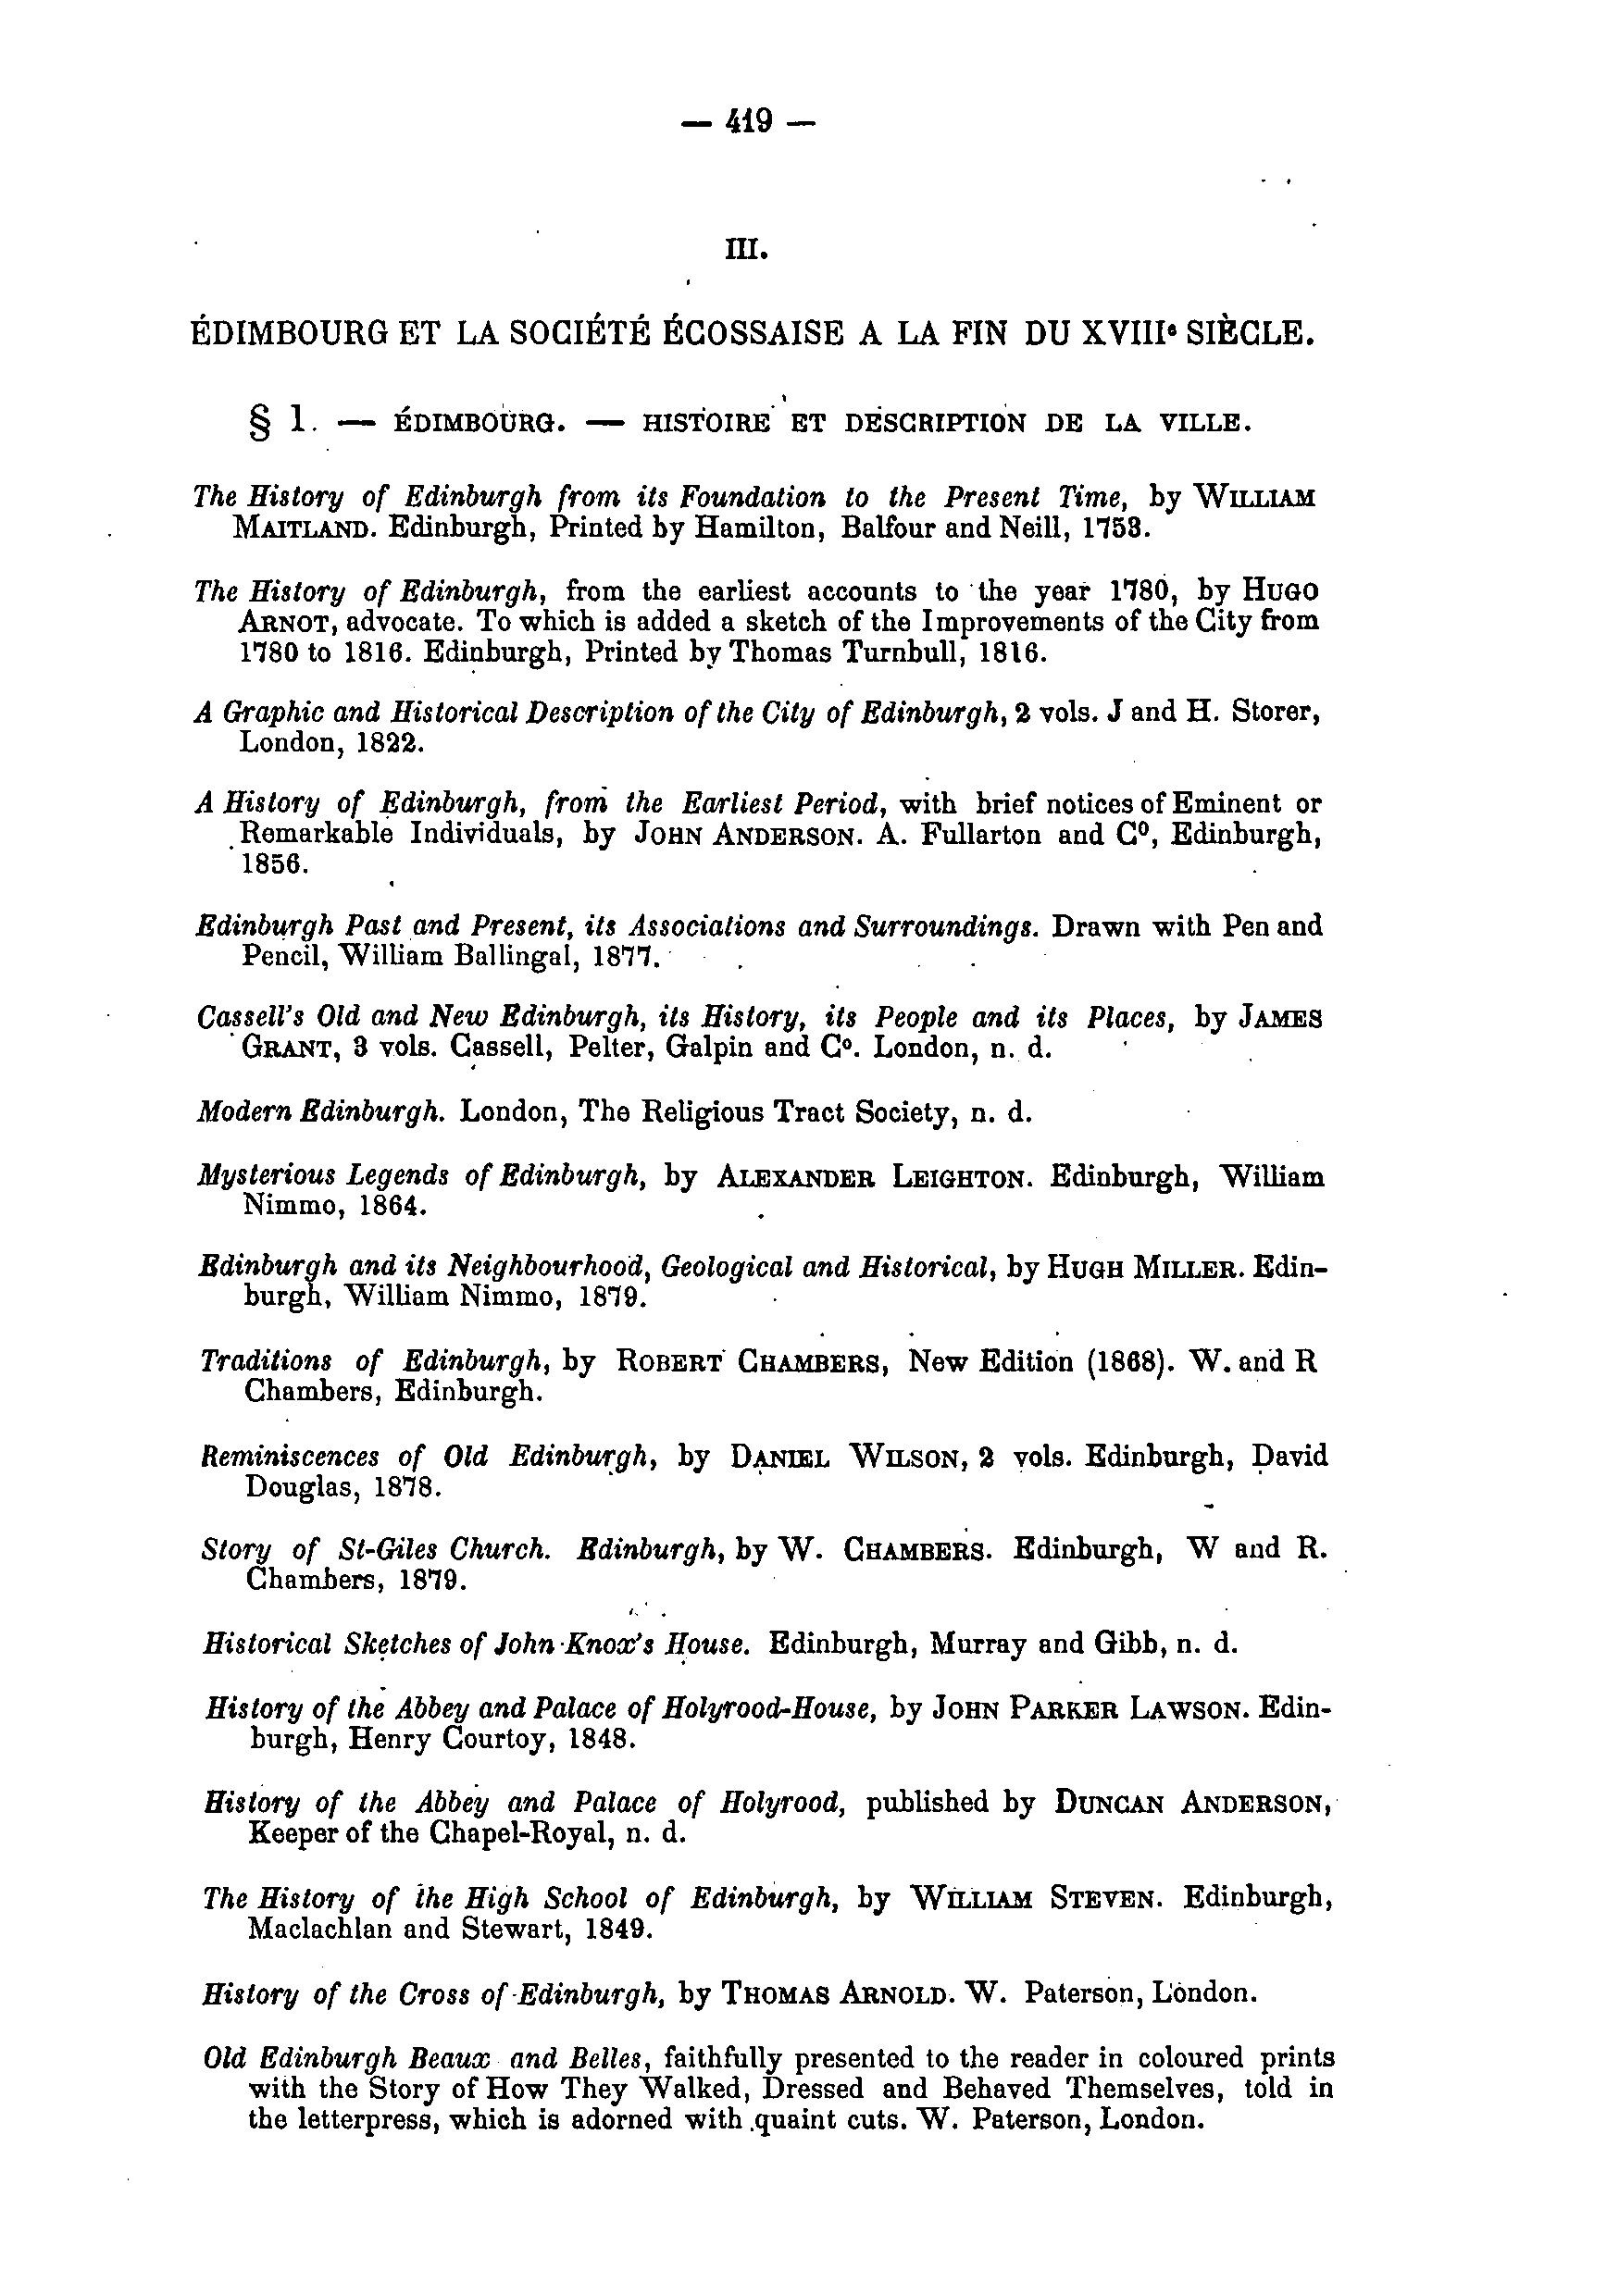 — 419 —
III.
ÉDIMBOURG ET LA SOCIÉTÉ ÉCOSSAISE A LA FIN DU XVIIIe SIÈCLE.
§ 1. — ÉDIMBOURG. — HISTOIRE ET DESCRIPTION DE LA VILLE.
The History of Edinburgh from its Foundation to the Present Time, by WILLIAM
MAITLAND. Edinburgh, Printed by Hamilton, Balfour and Neill, 1753.
The History of Edinburgh, from the earliest accounts to the year 1780, by HUGO
ARNOT, advocate. To which is added a sketch of the Improvements of the City from
1780 to 1816. Edinburgh, Printed by Thomas Turnbull, 1816.
A Graphic and Historical Description of the City of Edinburgh, 2 vols. J and H. Storer,
London, 1822.
A History of Edinburgh, from the Earliest Period, with brief notices of Eminent or
Remarkable Individuals, by JOHN ANDERSON. A. Fullarton and Co, Edinburgh,
1856.
Edinburgh Past and Present, its Associations and Surroundings. Drawn with Pen and
Pencil, William Ballingal, 1877.
Cassell's Old and New Edinburgh, its History, its People and its Places, by JAMES
GRANT, 3 vols. Cassell, Pelter, Galpin and Co. London, n. d.
Modern Edinburgh. London, The Religious Tract Society, n. d.
Mysterious Legends of Edinburgh, by ALEXANDER LEIGHTON. Edinburgh, William
Nimmo, 1864.
Edinburgh and its Neighbourhood, Geological and Historical, by HUGH MILLER. Edin-
burgh, William Nimmo, 1879.
Traditions of Edinburgh, by ROBERT CHAMBERS, New Edition (1868). W. and R
Chambers, Edinburgh.
Reminiscences of Old Edinburgh, by DANIEL WILSON, 2 vols. Edinburgh, David
Douglas, 1878.
Story of St-Giles Church. Edinburgh, by W. CHAMBERS. Edinburgh, W and R.
Chambers, 1879.
Historical Sketches of John Knox's House. Edinburgh, Murray and Gibb, n. d.
History of the Abbey and Palace of Holyrood-House, by JOHN PARKER LAWSON. Edin-
burgh, Henry Courtoy, 1848.
History of the Abbey and Palace of Holyrood, published by DUNCAN ANDERSON,
Keeper of the Chapel-Royal, n. d.
The History of the High School of Edinburgh, by WILLIAM STEVEN. Edinburgh,
Maclachlan and Stewart, 1849.
History of the Cross of Edinburgh, by THOMAS ARNOLD. W. Paterson, London.
Old Edinburgh Beaux and Belles, faithfully presented to the reader in coloured prints
with the Story of How They Walked, Dressed and Behaved Themselves, told in
the letterpress, which is adorned with quaint cuts. W. Paterson, London.